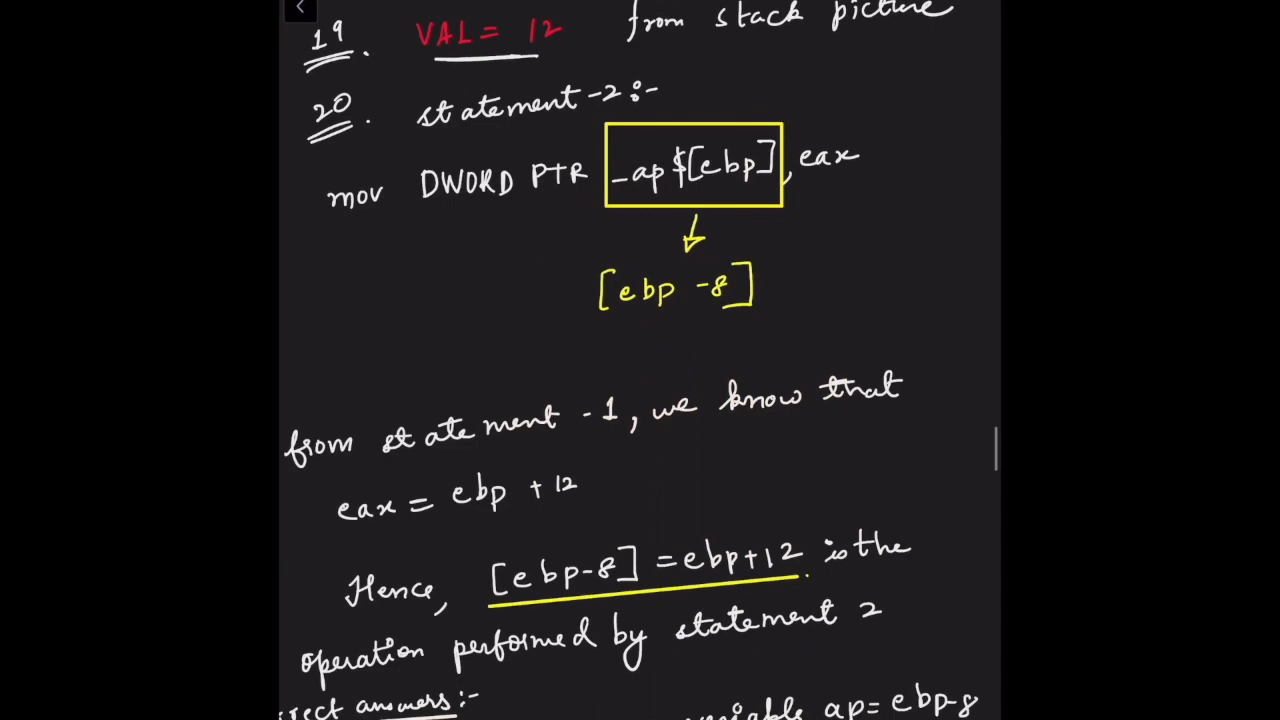 19. VAL = 12 from stack picture
20. statement -2 :-
mov DWORD PTR _ap$[ebp], eax
[ebp -8]
from statement -1, we know that
eax = ebp + 12
Hence, [ebp-8] = ebp+12 is the
operation performed by statement 2
answers :-
variable ap= ebp-8